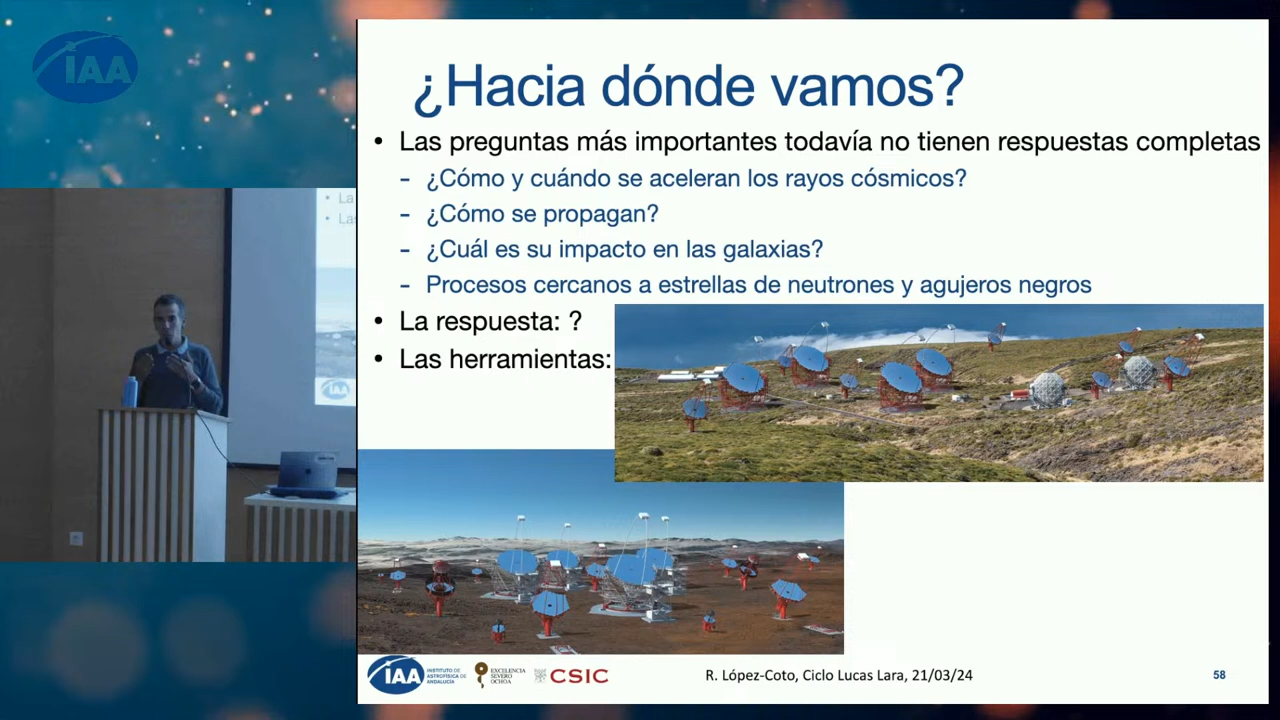 IAA
¿Hacia dónde vamos?
• Las preguntas más importantes todavía no tienen respuestas completas
- ¿Cómo y cuándo se aceleran los rayos cósmicos?
- ¿Cómo se propagan?
- ¿Cuál es su impacto en las galaxias?
- Procesos cercanos a estrellas de neutrones y agujeros negros
• La respuesta: ?
• Las herramientas:
• La
• Las
IAA
IAA
INSTITUTO DE
ASTROFÍSICA DE
ANDALUCÍA
EXCELENCIA
SEVERO
OCHOA
CSIC
R. López-Coto, Ciclo Lucas Lara, 21/03/24
58